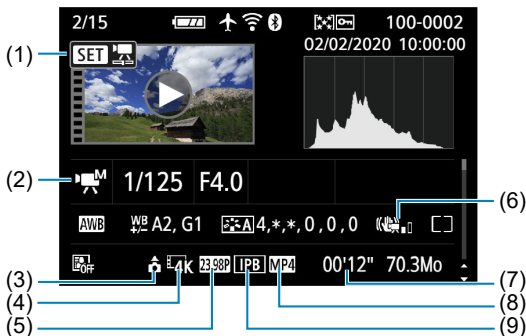 2/15 100-0002
02/02/2020 10:00:00
(1) SET
(2) M 1/125 F4.0
(6)
AWB WB +/- A2, G1 A 4,*,*,0,0,0
OFF 4K 23.98P IPB MP4 00'12" 70.3Mo
(3) (7)
(4) (8)
(5) (9)